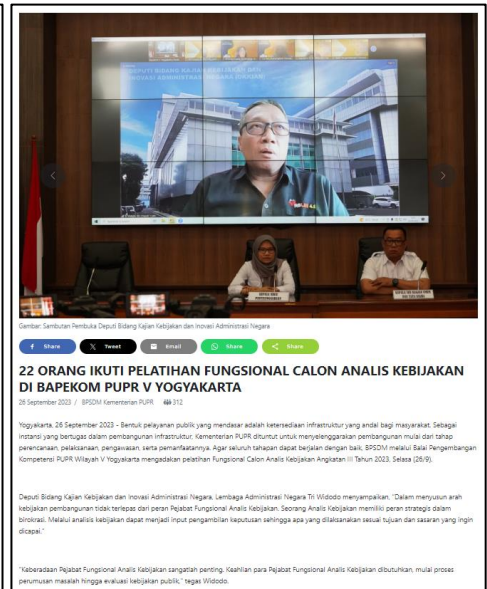 DEPUTI BIDANG KAJIAN KEBIJAKAN DAN
INOVASI ADMINISTRASI NEGARA
Gambar: Sambutan Pembuka Deputi Bidang Kajian Kebijakan dan Inovasi Administrasi Negara
Share
Tweet
Email
Share
Share
22 ORANG IKUTI PELATIHAN FUNGSIONAL CALON ANALIS KEBIJAKAN
DI BAPEKOM PUPR V YOGYAKARTA
26 September 2023 / BPSDM Kementerian PUPR 312
Yogyakarta, 26 September 2023 - Bentuk pelayanan publik yang mendasar adalah ketersediaan infrastruktur yang andal bagi masyarakat. Sebagai
instansi yang bertugas dalam pembangunan infrastruktur, Kementerian PUPR dituntut untuk menyelenggarakan pembangunan mulai dari tahap
perencanaan, pelaksanaan, pengawasan, serta pemanfaatannya. Agar seluruh tahapan dapat berjalan dengan baik, BPSDM melalui Balai Pengembangan
Kompetensi PUPR Wilayah V Yogyakarta mengadakan pelatihan Fungsional Calon Analis Kebijakan Angkatan III Tahun 2023, Selasa (26/9).
Deputi Bidang Kajian Kebijakan dan Inovasi Administrasi Negara, Lembaga Administrasi Negara Tri Widodo menyampaikan, "Dalam menyusun arah
kebijakan pembangunan tidak terlepas dari peran Pejabat Fungsional Analis Kebijakan. Seorang Analis Kebijakan memiliki peran strategis dalam
birokrasi. Melalui analisis kebijakan dapat menjadi input pengambilan keputusan sehingga apa yang dilaksanakan sesuai tujuan dan sasaran yang ingin
dicapai."
"Keberadaan Pejabat Fungsional Analis Kebijakan sangatlah penting. Keahlian para Pejabat Fungsional Analis Kebijakan dibutuhkan, mulai proses
perumusan masalah hingga evaluasi kebijakan publik," tegas Widodo.